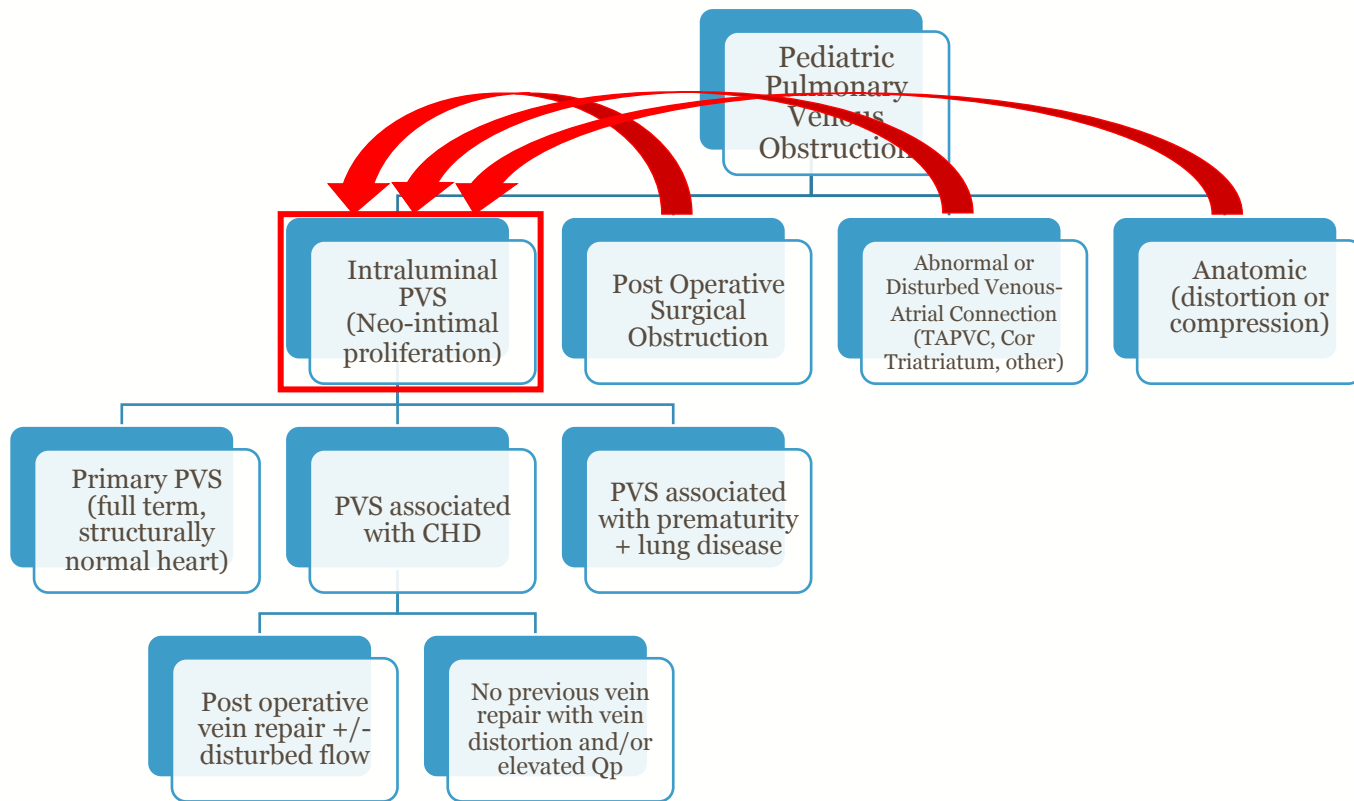 Pediatric
Pulmonary
Venous
Obstruction
Intraluminal
PVS
(Neo-intimal
proliferation)
Post Operative
Surgical
Obstruction
Abnormal or
Disturbed Venous-
Atrial Connection
(TAPVC, Cor
Triatriatum, other)
Anatomic
(distortion or
compression)
Primary PVS
(full term,
structurally
normal heart)
PVS associated
with CHD
PVS associated
with prematurity
+ lung disease
Post operative
vein repair +/-
disturbed flow
No previous vein
repair with vein
distortion and/or
elevated Qp